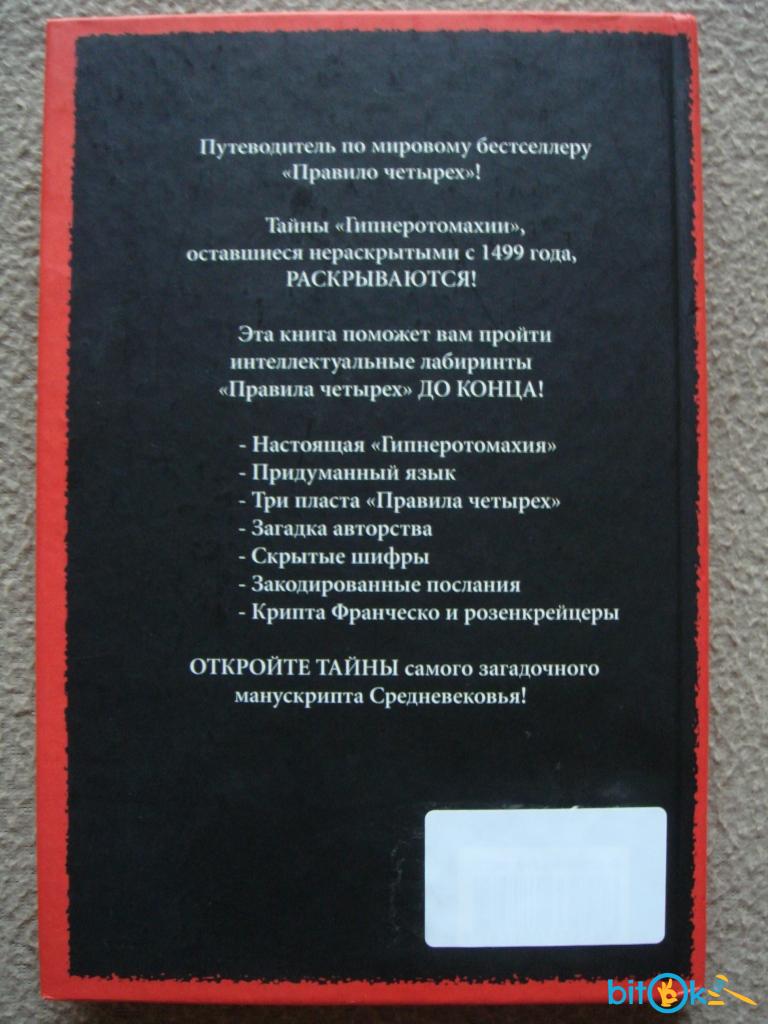 Путеводитель по мировому бестселлеру
«Правило четырех»!
Тайны «Гипнеротомахии»,
оставшиеся нераскрытыми с 1499 года,
РАСКРЫВАЮТСЯ!
Эта книга поможет вам пройти
интеллектуальные лабиринты
«Правила четырех» ДО КОНЦА!
- Настоящая «Гипнеротомахия»
- Придуманный язык
- Три пласта «Правила четырех»
- Загадка авторства
- Скрытые шифры
- Закодированные послания
- Крипта Франческо и розенкрейцеры
ОТКРОЙТЕ ТАЙНЫ самого загадочного
манускрипта Средневековья!
bitOk